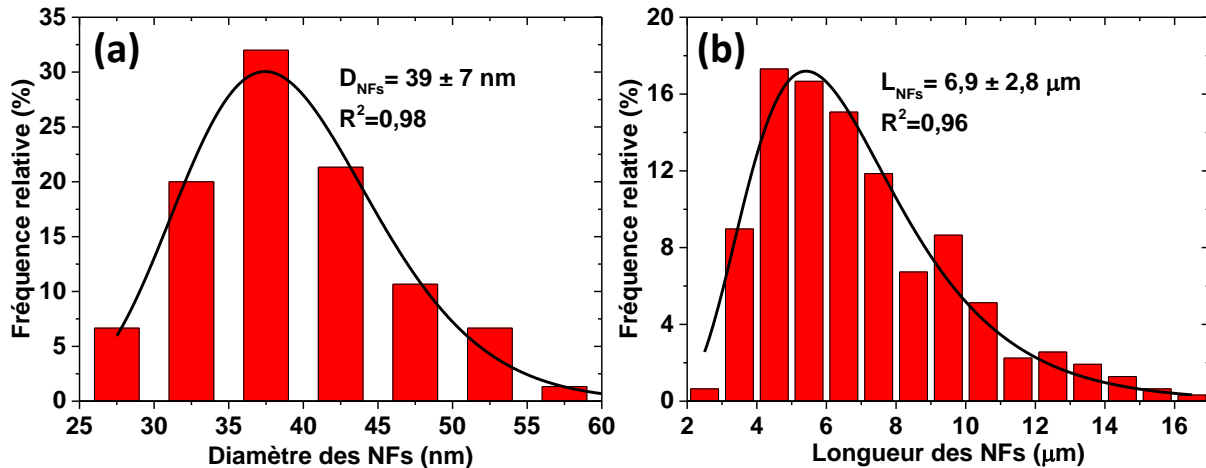 (a)
D_NFs= 39 ± 7 nm
R²=0,98
Fréquence relative (%)
35
30
25
20
15
10
5
0
25 30 35 40 45 50 55 60
Diamètre des NFs (nm)
(b)
L_NFs= 6,9 ± 2,8 μm
R²=0,96
Fréquence relative (%)
20
16
12
8
4
0
2 4 6 8 10 12 14 16
Longueur des NFs (μm)